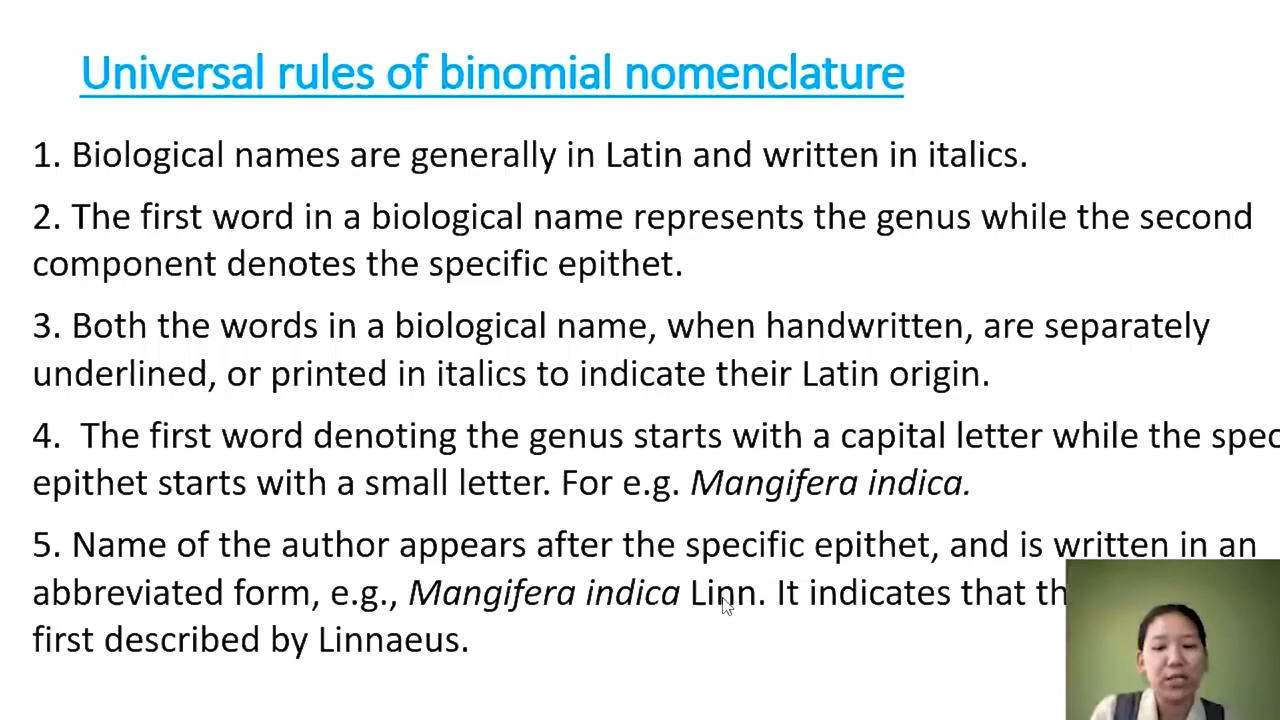 Universal rules of binomial nomenclature
1. Biological names are generally in Latin and written in italics.
2. The first word in a biological name represents the genus while the second
component denotes the specific epithet.
3. Both the words in a biological name, when handwritten, are separately
underlined, or printed in italics to indicate their Latin origin.
4. The first word denoting the genus starts with a capital letter while the
epithet starts with a small letter. For e.g. Mangifera indica.
5. Name of the author appears after the specific epithet, and is written in an
abbreviated form, e.g., Mangifera indica Linn. It indicates that
first described by Linnaeus.